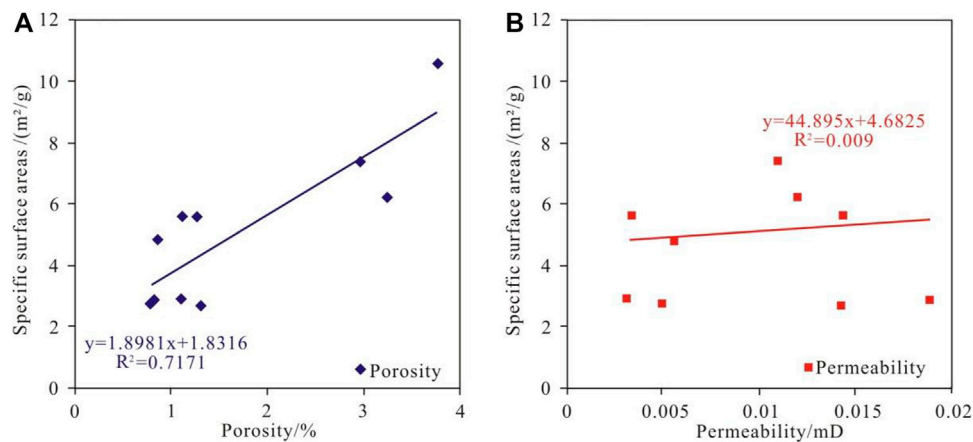 A
Specific surface areas /(m²/g)
12
10
8
6
4
2
0
y=1.8981x+1.8316
R²=0.7171
Porosity
0 1 2 3 4
Porosity/%
B
Specific surface areas /(m²/g)
12
10
8
6
4
2
0
y=44.895x+4.6825
R²=0.009
Permeability
0 0.005 0.01 0.015 0.02
Permeability/mD